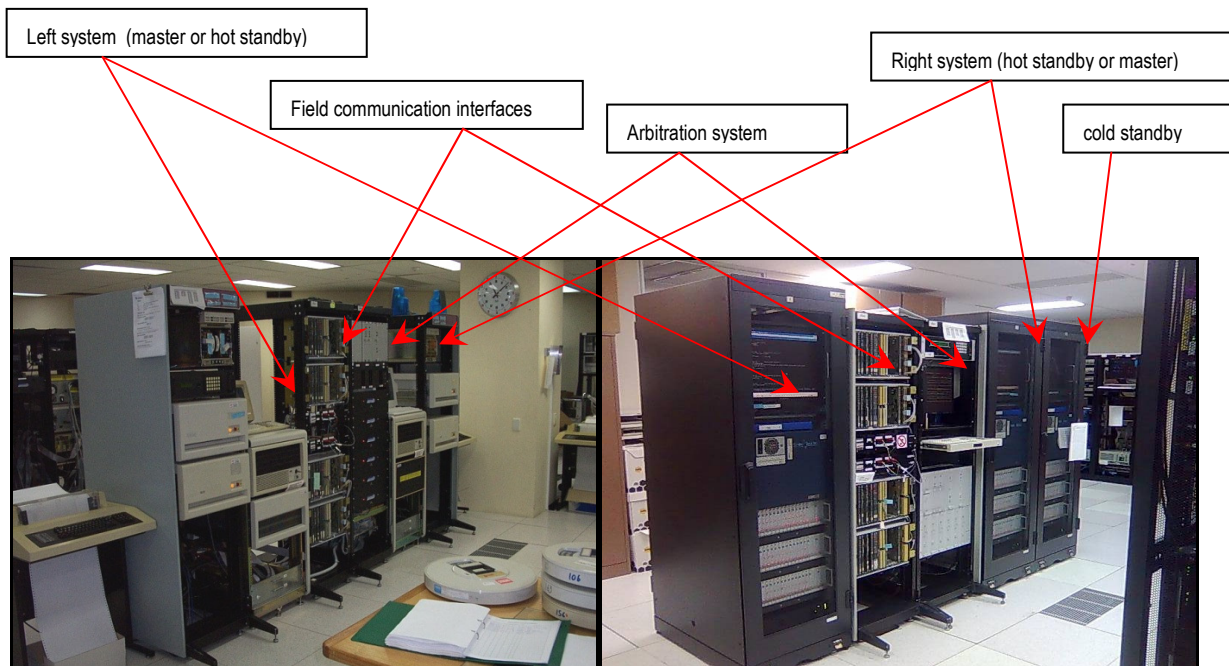 Left system (master or hot standby)
Right system (hot standby or master)
Field communication interfaces
Arbitration system
cold standby
106